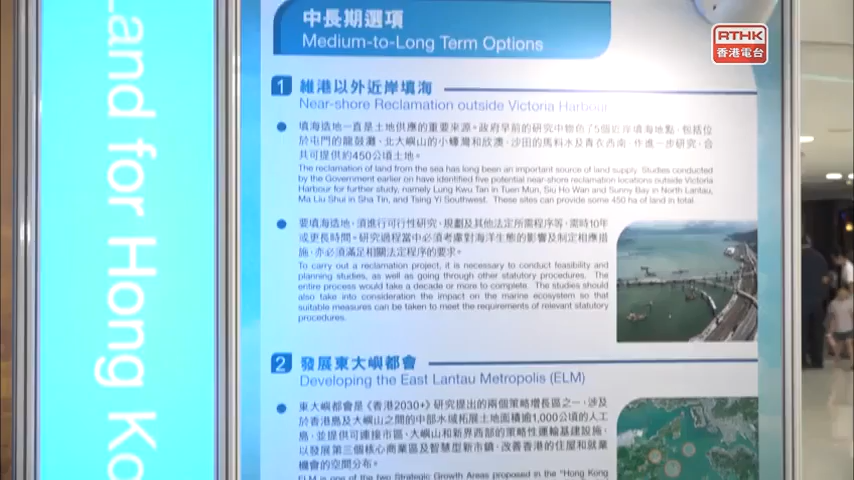 Land for Hong Ko
中長期選項
Medium-to-Long Term Options
RTHK
香港電台
1 維港以外近岸填海
Near-shore Reclamation outside Victoria Harbour
填海造地一直是土地供應的重要來源。政府早前的研究中物色了5個近岸填海地點，包括位
於屯門的龍鼓灘、北大嶼山的小蠔灣和欣澳、沙田的馬料水及青衣西南，作進一步研究，合
共可提供約450公頃土地。
The reclamation of land from the sea has long been an important source of land supply. Studies conducted
by the Government earlier on have identified five potential near-shore reclamation locations outside Victoria
Harbour for further study, namely Lung Kwu Tan in Tuen Mun, Siu Ho Wan and Sunny Bay in North Lantau,
Ma Liu Shui in Sha Tin, and Tsing Yi Southwest. These sites can provide some 450 ha of land in total.
要填海造地，須進行可行性研究、規劃及其他法定所需程序等，需時10年
或更長時間。研究過程當中必須考慮對海洋生態的影響及制定相應措
施，亦必須滿足相關法定程序的要求。
To carry out a reclamation project, it is necessary to conduct feasibility and
planning studies, as well as going through other statutory procedures. The
entire process would take a decade or more to complete. The studies should
also take into consideration the impact on the marine ecosystem so that
suitable measures can be taken to meet the requirements of relevant statutory
procedures.
2 發展東大嶼都會
Developing the East Lantau Metropolis (ELM)
東大嶼都會是《香港2030+》研究提出的兩個策略增長區之一，涉及
於香港島及大嶼山之間的中部水域拓展土地面積逾1,000公頃的人工
島，並提供可連接市區、大嶼山和新界西部的策略性運輸基建設施，
以發展第三個核心商業區及智慧型新市鎮，改善香港的住屋和就業
機會的空間分布。
ELM is one of the two Strategic Growth Areas proposed in the "Hong Kong